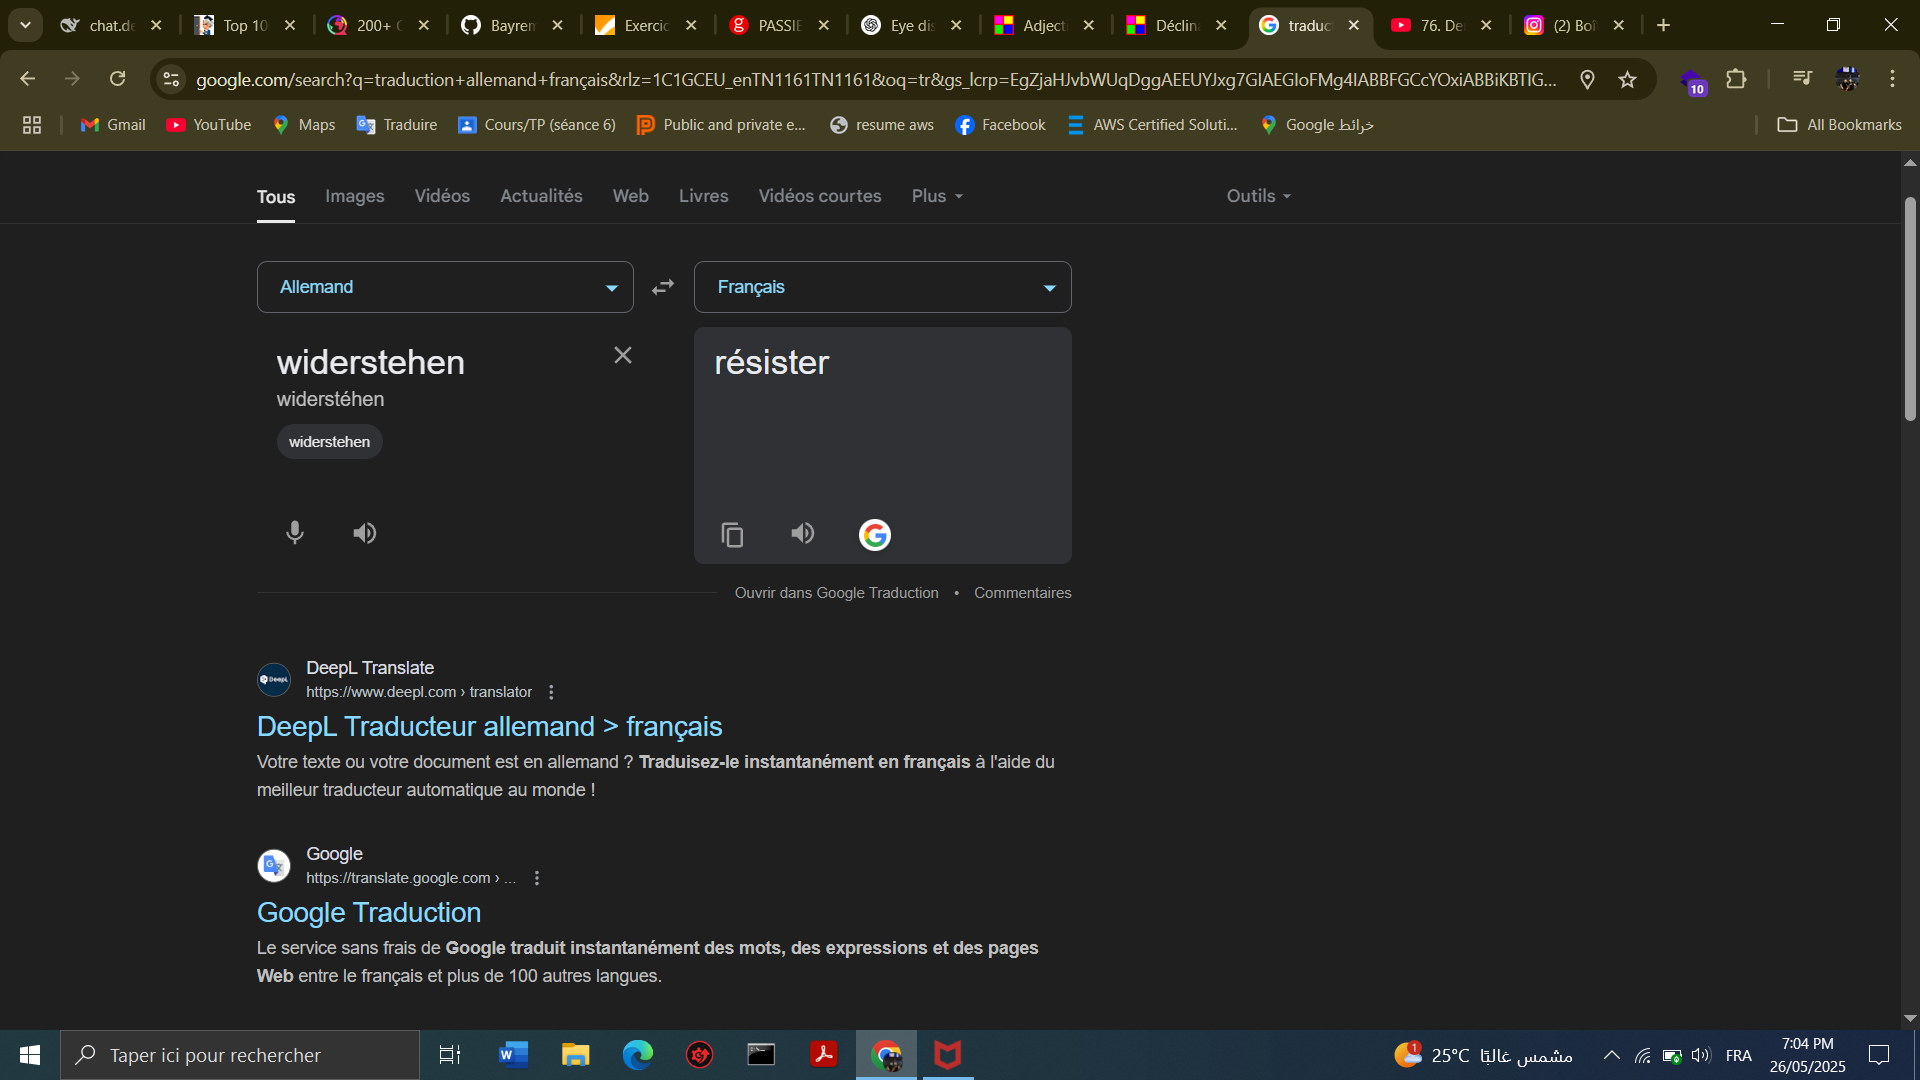 chat.de
Top 10
200+ C
Bayrem
Exercic
PASSIE
Eye dis
Adjecti
Déclina
traduc
76. De
(2) Boî
google.com/search?q=traduction+allemand+français&rlz=1C1GCEU_enTN1161TN1161&oq=tr&gs_lcrp=EgZjaHJvbWUqDggAEEUYJxg7GIAEGIoFMg4IABBFGCcYOxiABBiKBTIG...
10
Gmail
YouTube
Maps
Traduire
Cours/TP (séance 6)
Public and private e...
resume aws
Facebook
AWS Certified Soluti...
خرائط Google
All Bookmarks
Tous
Images
Vidéos
Actualités
Web
Livres
Vidéos courtes
Plus
Outils
Allemand
Français
widerstehen
widerstéhen
widerstehen
résister
Ouvrir dans Google Traduction • Commentaires
DeepL
DeepL Translate
https://www.deepl.com › translator
DeepL Traducteur allemand > français
Votre texte ou votre document est en allemand ? Traduisez-le instantanément en français à l'aide du
meilleur traducteur automatique au monde !
Google
https://translate.google.com › ...
Google Traduction
Le service sans frais de Google traduit instantanément des mots, des expressions et des pages
Web entre le français et plus de 100 autres langues.
Taper ici pour rechercher
1
25°C مشمس غالبًا
FRA
7:04 PM
26/05/2025